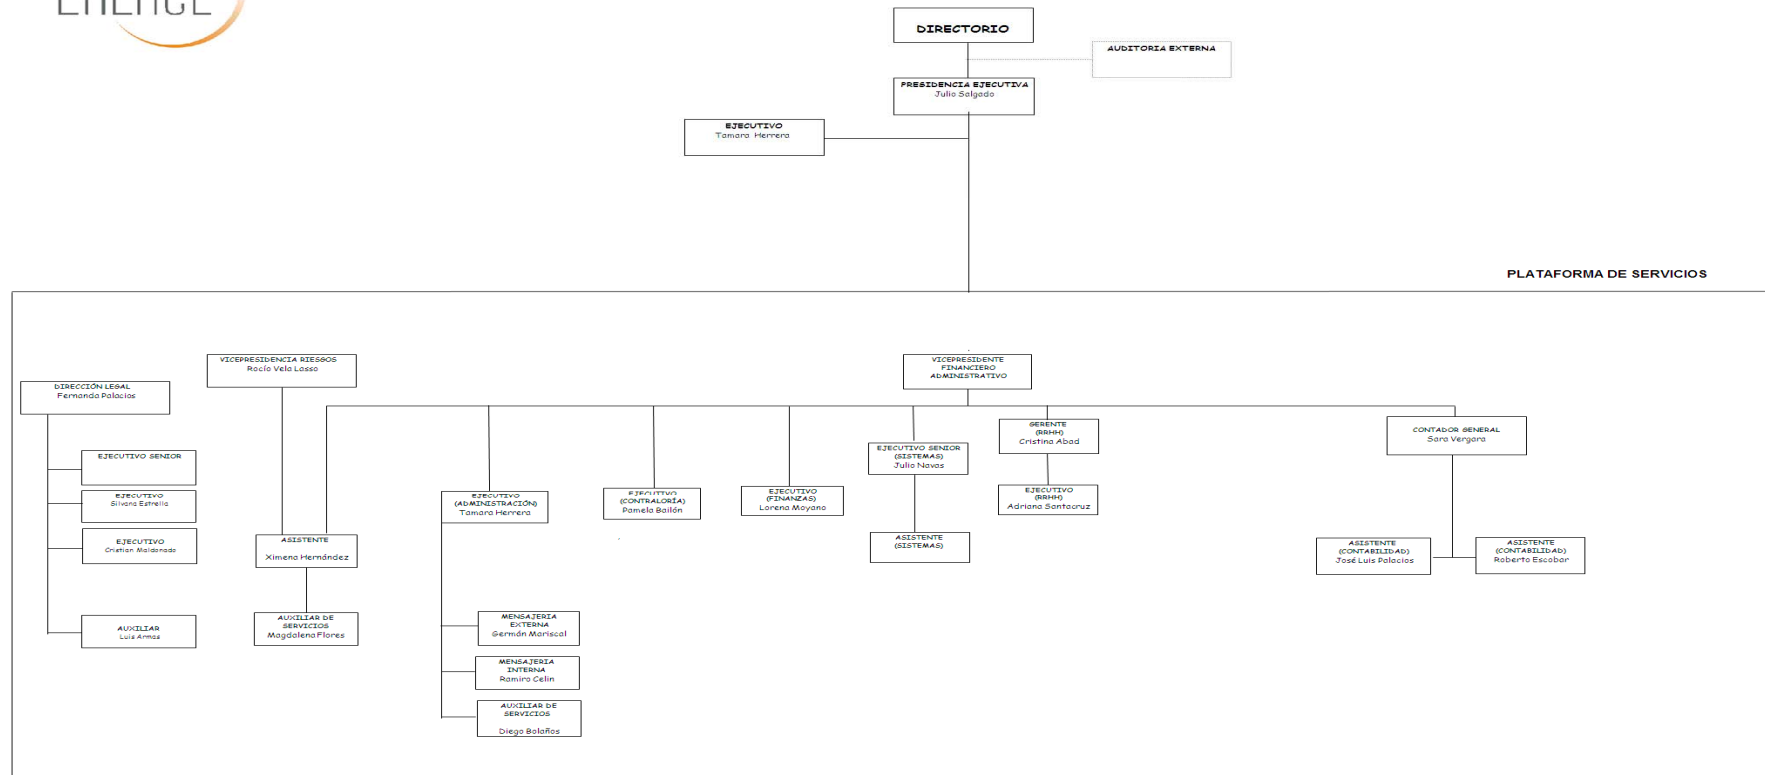 DIRECTORIO
AUDITORIA EXTERNA
PRESIDENCIA EJECUTIVA
Julio Salgado
EJECUTIVO
Tamara Herrera
PLATAFORMA DE SERVICIOS
VICEPRESIDENCIA RIESGOS
Rocío Vela Lasso
VICEPRESIDENTE
FINANCIERO
ADMINISTRATIVO
DIRECCIÓN LEGAL
Fernanda Palacios
EJECUTIVO SENIOR
EJECUTIVO
Silvana Estrella
EJECUTIVO
Cristian Maldonado
AUXILIAR
Luis Armas
ASISTENTE
Ximena Hernández
AUXILIAR DE
SERVICIOS
Magdalena Flores
EJECUTIVO
(ADMINISTRACIÓN)
Tamara Herrera
MENSAJERIA
EXTERNA
Germán Mariscal
MENSAJERIA
INTERNA
Ramiro Celin
AUXILIAR DE
SERVICIOS
Diego Bolaños
EJECUTIVO
(CONTRALORÍA)
Pamela Bailón
EJECUTIVO
(FINANZAS)
Lorena Moyano
EJECUTIVO SENIOR
(SISTEMAS)
Julio Navas
ASISTENTE
(SISTEMAS)
GERENTE
(RRHH)
Cristina Abad
EJECUTIVO
(RRHH)
Adriana Santacruz
CONTADOR GENERAL
Sara Vergara
ASISTENTE
(CONTABILIDAD)
José Luis Palacios
ASISTENTE
(CONTABILIDAD)
Roberto Escobar